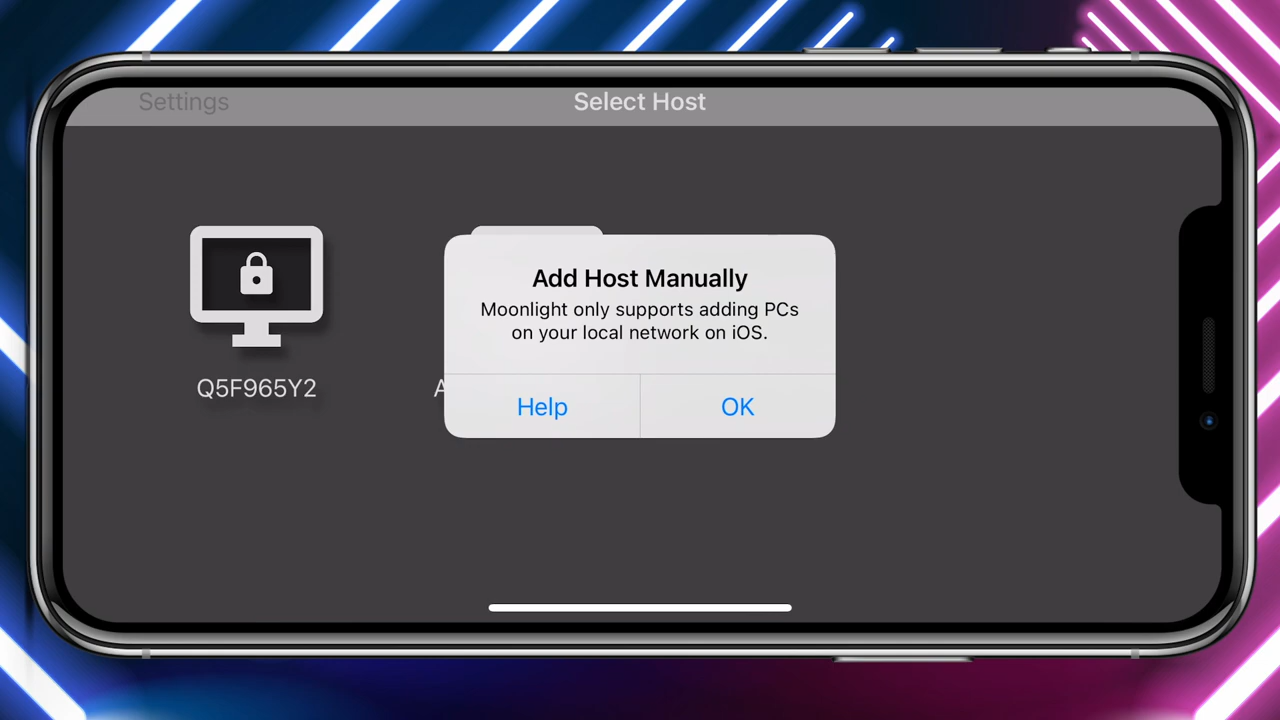 Settings
Select Host
Add Host Manually
Moonlight only supports adding PCs
on your local network on iOS.
Help
OK
Q5F965Y2
A